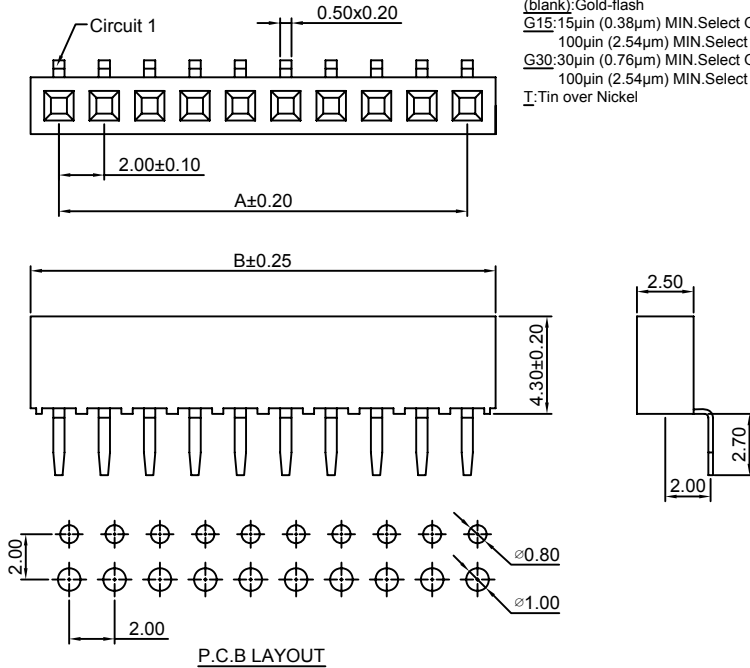 (blank):Gold-flash
G15:15µin (0.38µm) MIN.Select
100µin (2.54µm) MIN.Select
G30:30µin (0.76µm) MIN.Select
100µin (2.54µm) MIN.Select
T:Tin over Nickel
0.50x0.20
Circuit 1
2.00±0.10
A±0.20
B±0.25
2.50
4.30±0.20
2.70
2.00
2.00
⌀0.80
⌀1.00
2.00
P.C.B LAYOUT